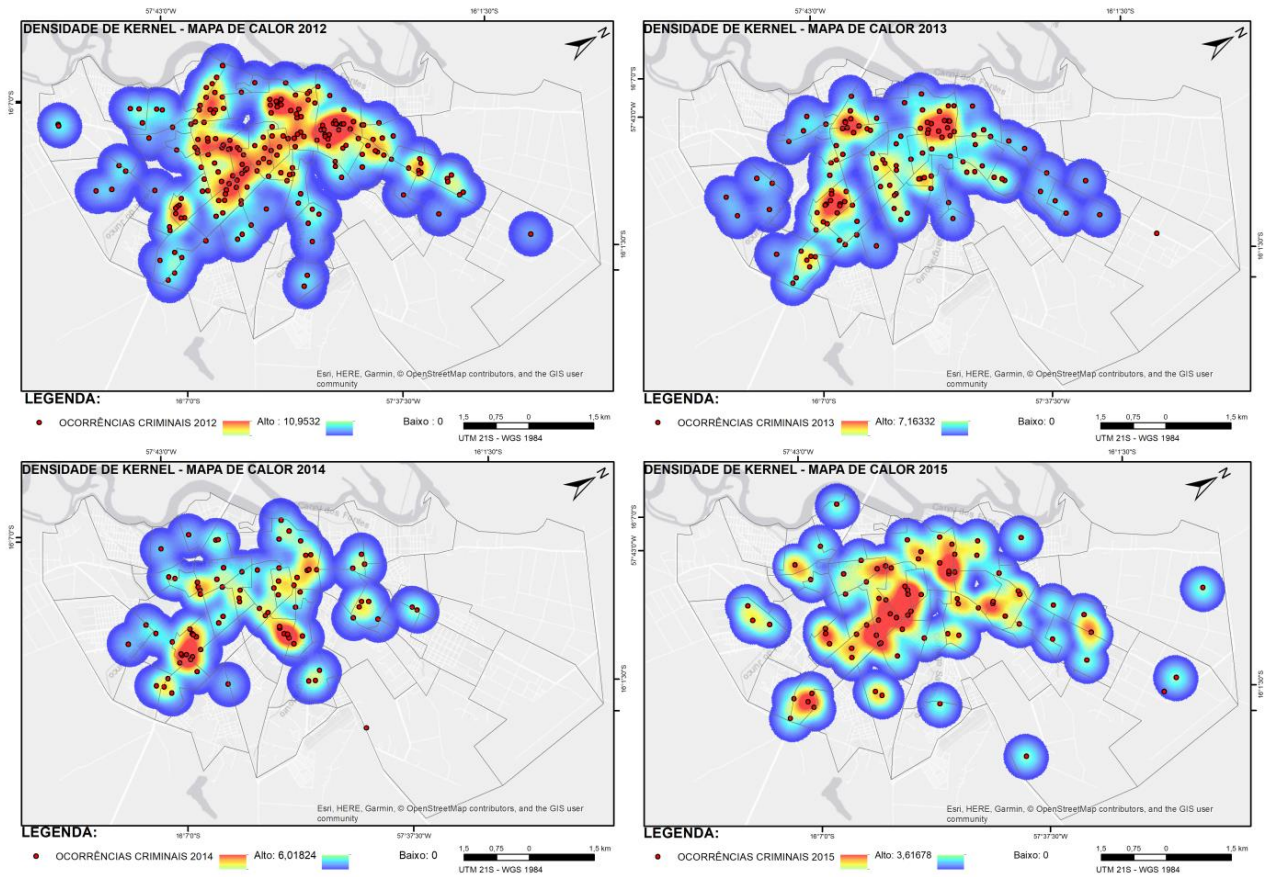 57°43'0"W
16°1'30"S
DENSIDADE DE KERNEL - MAPA DE CALOR 2012
N
Canal dos Fontes
16°7'0"S
16°1'30"S
Esri, HERE, Garmin, © OpenStreetMap contributors, and the GIS user
community
16°7'0"S
57°37'30"W
LEGENDA:
OCORRÊNCIAS CRIMINAIS 2012
Alto : 10,9532
Baixo : 0
1,5 0,75 0 1,5 km
UTM 21S - WGS 1984
57°43'0"W
16°1'30"S
DENSIDADE DE KERNEL - MAPA DE CALOR 2013
N
Canal dos Fontes
16°7'0"S
57°43'0"W
16°1'30"S
Esri, HERE, Garmin, © OpenStreetMap contributors, and the GIS user
community
16°7'0"S
57°37'30"W
LEGENDA:
OCORRÊNCIAS CRIMINAIS 2013
Alto: 7,16332
Baixo: 0
1,5 0,75 0 1,5 km
UTM 21S - WGS 1984
57°43'0"W
16°1'30"S
DENSIDADE DE KERNEL - MAPA DE CALOR 2014
N
Canal dos Fontes
16°7'0"S
16°1'30"S
Esri, HERE, Garmin, © OpenStreetMap contributors, and the GIS user
community
16°7'0"S
57°37'30"W
LEGENDA:
OCORRÊNCIAS CRIMINAIS 2014
Alto: 6,01824
Baixo: 0
1,5 0,75 0 1,5 km
UTM 21S - WGS 1984
57°43'0"W
16°1'30"S
DENSIDADE DE KERNEL - MAPA DE CALOR 2015
N
Canal dos Fontes
16°7'0"S
57°43'0"W
16°1'30"S
Esri, HERE, Garmin, © OpenStreetMap contributors, and the GIS user
community
16°7'0"S
57°37'30"W
LEGENDA:
OCORRÊNCIAS CRIMINAIS 2015
Alto: 3,61678
Baixo: 0
1,5 0,75 0 1,5 km
UTM 21S - WGS 1984